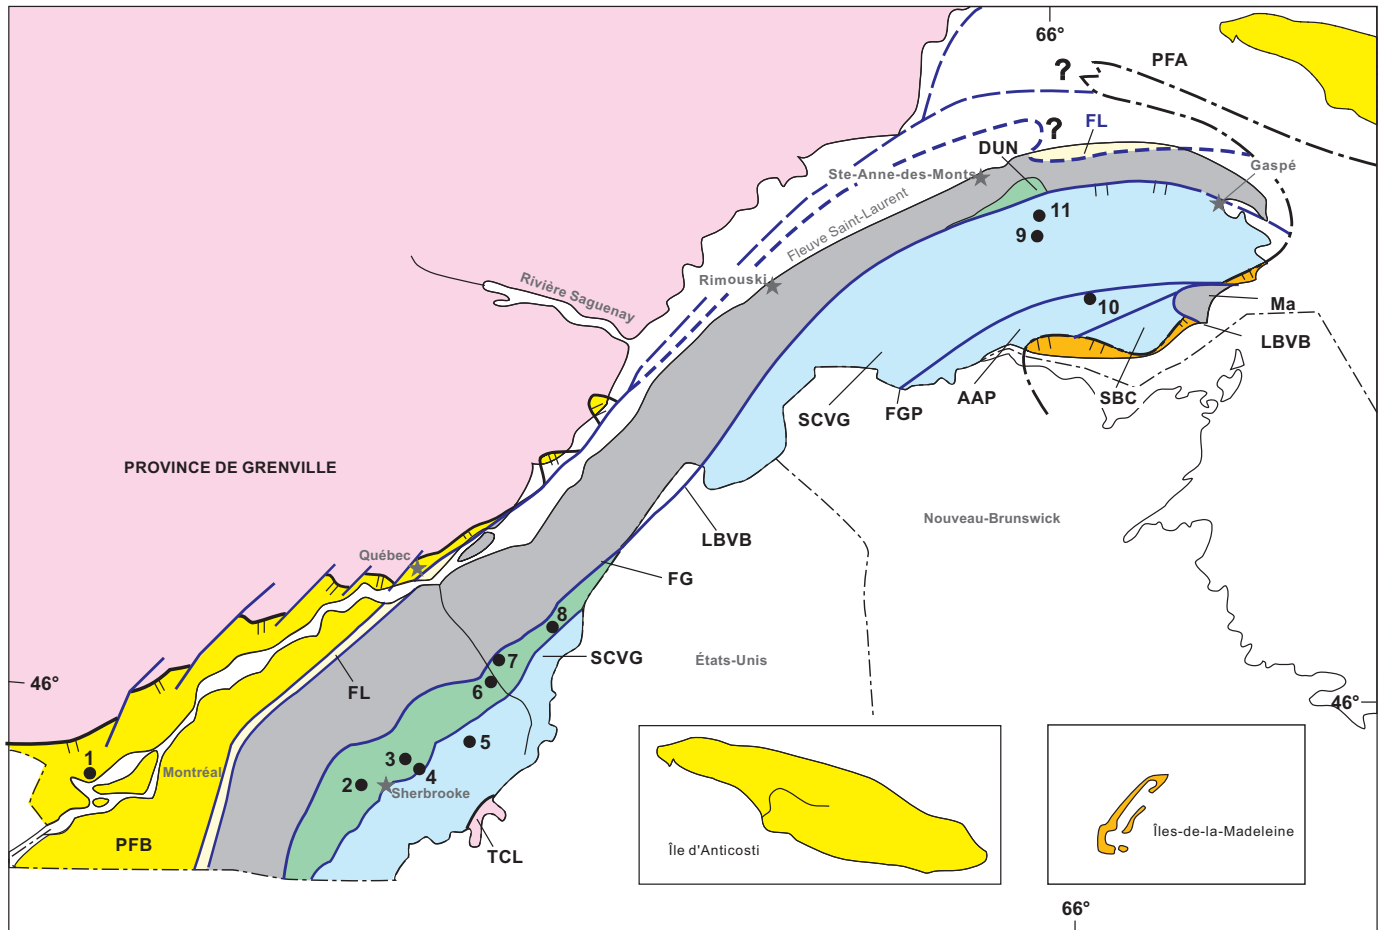 66°
PFA
?
?
FL
DUN
Gaspé
Ste-Anne-des-Monts
11
9
Fleuve Saint-Laurent
Rimouski
Rivière Saguenay
10
Ma
LBVB
AAP
SBC
FGP
SCVG
PROVINCE DE GRENVILLE
Nouveau-Brunswick
LBVB
Québec
FG
8
SCVG
7
États-Unis
6
46°
FL
46°
5
1
Montréal
3
4
2
Sherbrooke
PFB
TCL
Île d'Anticosti
Îles-de-la-Madeleine
66°